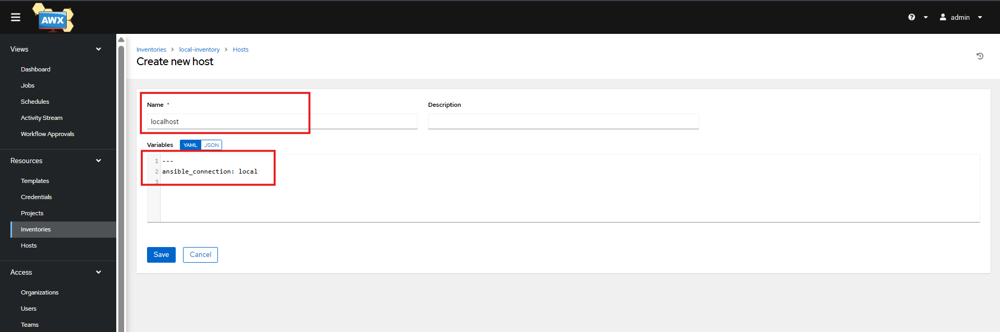 AWX
admin
Views
Dashboard
Jobs
Schedules
Activity Stream
Workflow Approvals
Resources
Templates
Credentials
Projects
Inventories
Hosts
Access
Organizations
Users
Teams
Inventories > local-inventory > Hosts
Create new host
Name *
localhost
Description
Variables YAML JSON
1 ---
2 ansible_connection: local
3
Save Cancel